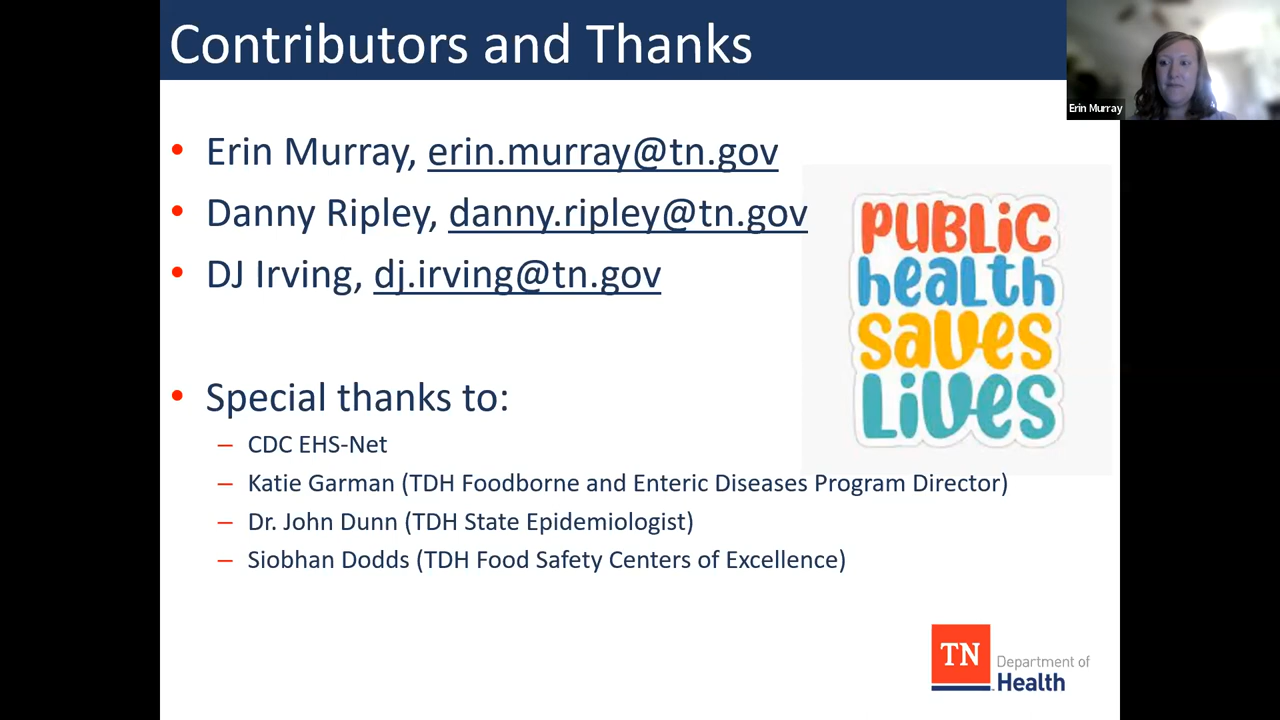 Contributors and Thanks
Erin Murray
• Erin Murray, erin.murray@tn.gov
• Danny Ripley, danny.ripley@tn.gov
• DJ Irving, dj.irving@tn.gov
PUBLiC
health
SAVES
LiVES
• Special thanks to:
– CDC EHS-Net
– Katie Garman (TDH Foodborne and Enteric Diseases Program Director)
– Dr. John Dunn (TDH State Epidemiologist)
– Siobhan Dodds (TDH Food Safety Centers of Excellence)
TN
Department of
Health